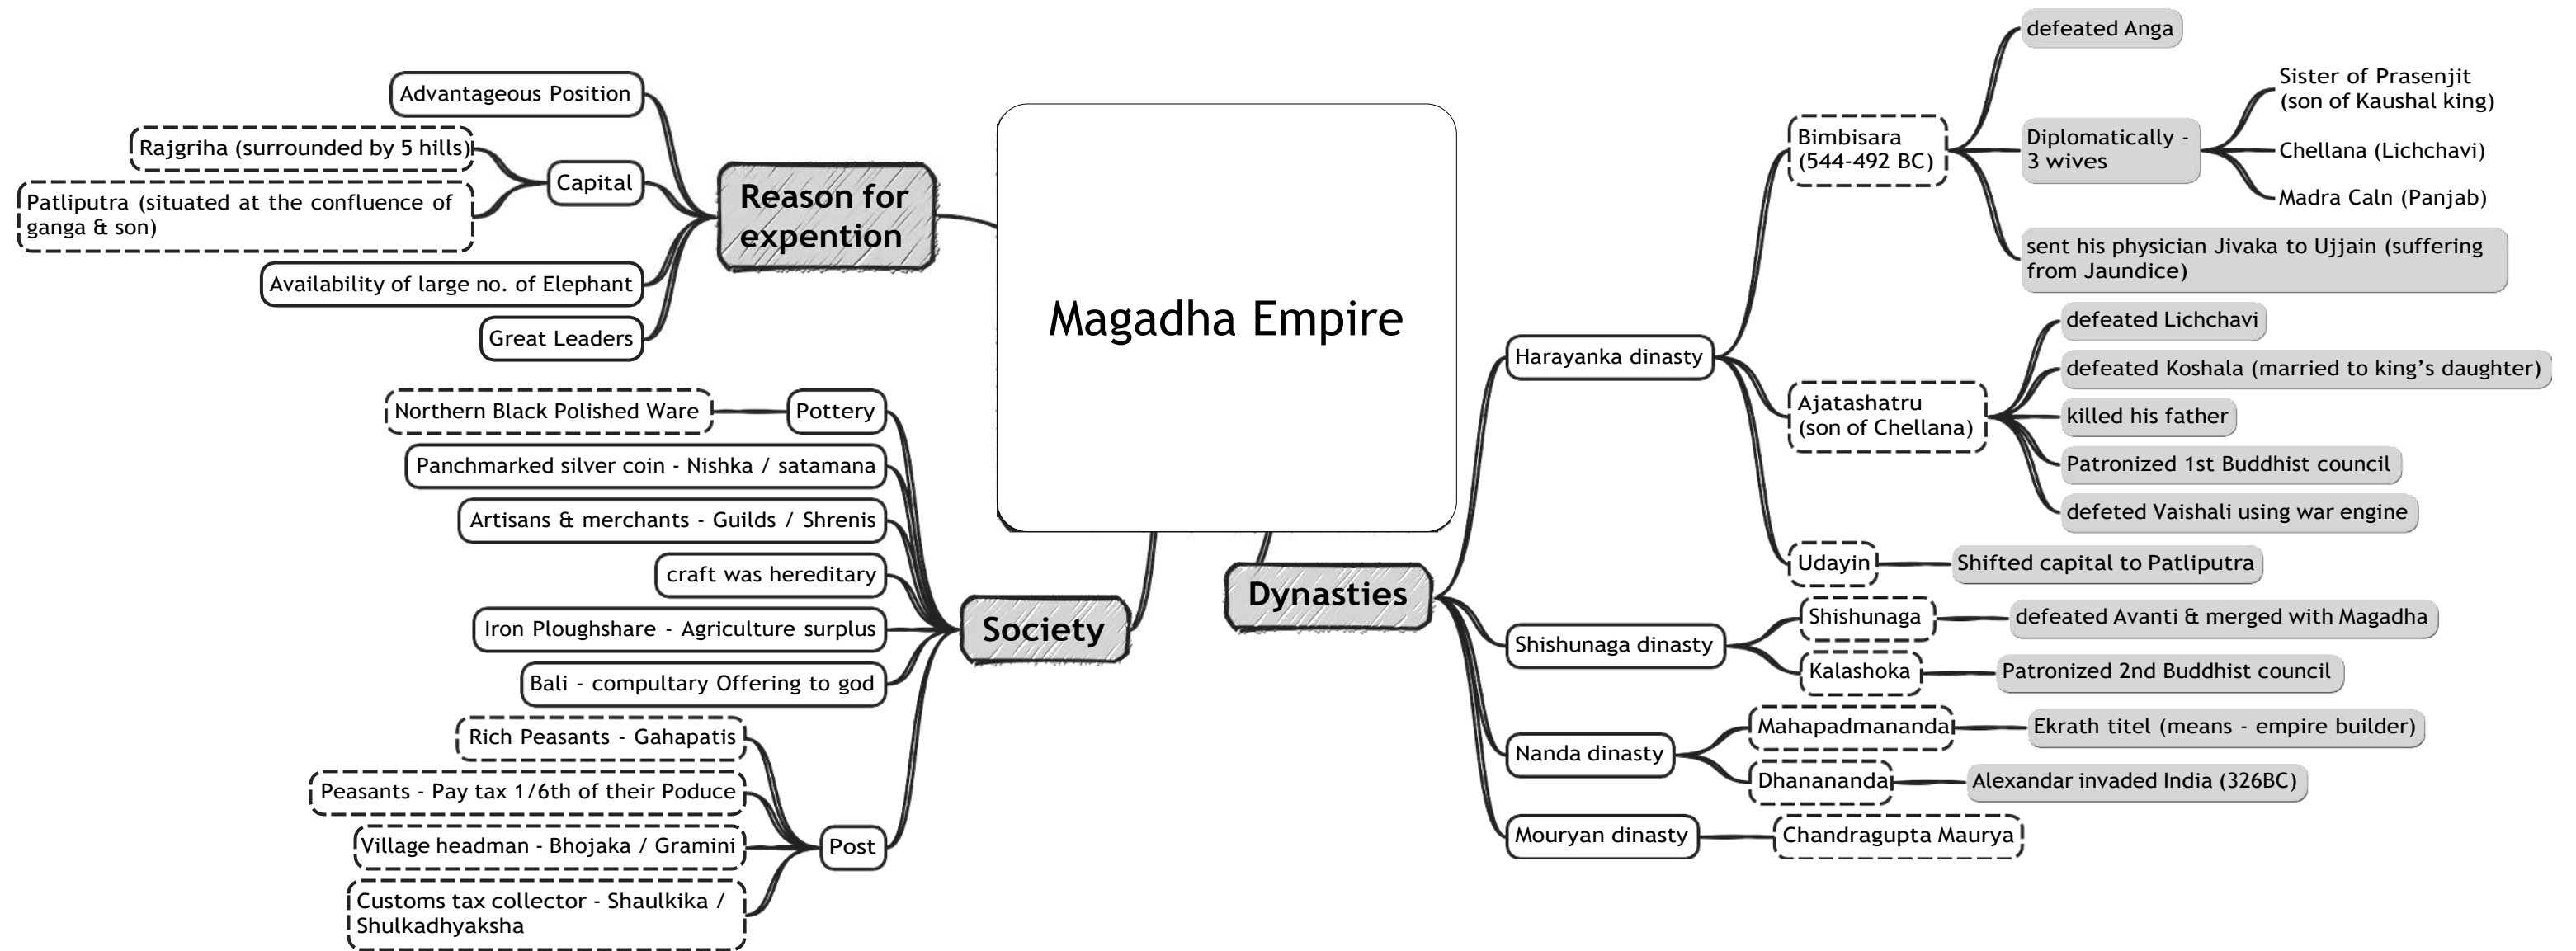 Magadha Empire
Reason for
expention
Advantageous Position
Capital
Rajgriha (surrounded by 5 hills)
Patliputra (situated at the confluence of
ganga & son)
Availability of large no. of Elephant
Great Leaders
Society
Pottery
Northern Black Polished Ware
Panchmarked silver coin - Nishka / satamana
Artisans & merchants - Guilds / Shrenis
craft was hereditary
Iron Ploughshare - Agriculture surplus
Bali - compultary Offering to god
Post
Rich Peasants - Gahapatis
Peasants - Pay tax 1/6th of their Poduce
Village headman - Bhojaka / Gramini
Customs tax collector - Shaulkika /
Shulkadhyaksha
Dynasties
Harayanka dinasty
Bimbisara
(544-492 BC)
defeated Anga
Diplomatically -
3 wives
Sister of Prasenjit
(son of Kaushal king)
Chellana (Lichchavi)
Madra Caln (Panjab)
sent his physician Jivaka to Ujjain (suffering
from Jaundice)
Ajatashatru
(son of Chellana)
defeated Lichchavi
defeated Koshala (married to king’s daughter)
killed his father
Patronized 1st Buddhist council
defeted Vaishali using war engine
Udayin
Shifted capital to Patliputra
Shishunaga dinasty
Shishunaga
defeated Avanti & merged with Magadha
Kalashoka
Patronized 2nd Buddhist council
Nanda dinasty
Mahapadmananda
Ekrath titel (means - empire builder)
Dhanananda
Alexandar invaded India (326BC)
Mouryan dinasty
Chandragupta Maurya